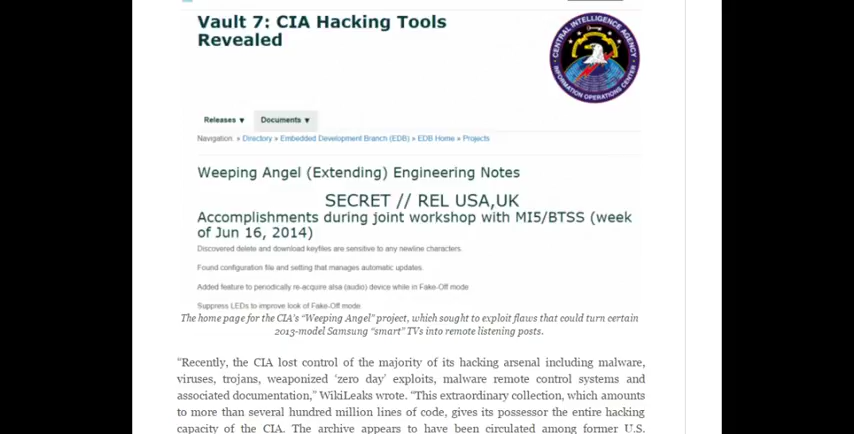 Vault 7: CIA Hacking Tools
Revealed
CENTRAL INTELLIGENCE AGENCY
INFORMATION OPERATIONS CENTER
Releases ▼ Documents ▼
Navigation: » Directory » Embedded Development Branch (EDB) » EDB Home » Projects
Weeping Angel (Extending) Engineering Notes
SECRET // REL USA,UK
Accomplishments during joint workshop with MI5/BTSS (week
of Jun 16, 2014)
Discovered delete and download keyfiles are sensitive to any newline characters.
Found configuration file and setting that manages automatic updates.
Added feature to periodically re-acquire alsa (audio) device while in Fake-Off mode
Suppress LEDs to improve look of Fake-Off mode.
The home page for the CIA's “Weeping Angel” project, which sought to exploit flaws that could turn certain
2013-model Samsung “smart” TVs into remote listening posts.
“Recently, the CIA lost control of the majority of its hacking arsenal including malware,
viruses, trojans, weaponized ‘zero day’ exploits, malware remote control systems and
associated documentation,” WikiLeaks wrote. “This extraordinary collection, which amounts
to more than several hundred million lines of code, gives its possessor the entire hacking
capacity of the CIA. The archive appears to have been circulated among former U.S.